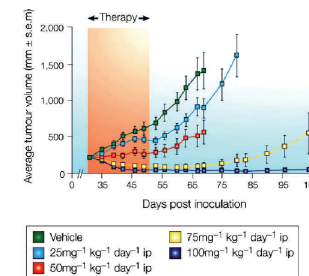 Therapy
Average tumour volume (mm ± s.e.m)
2,000
1,500
1,000
500
0
0 // 35 45 55 65 75 85 95
Days post inoculation
Vehicle
25mg⁻¹ kg⁻¹ day⁻¹ ip
50mg⁻¹ kg⁻¹ day⁻¹ ip
75mg⁻¹ kg⁻¹ day⁻¹ ip
100mg⁻¹ kg⁻¹ day⁻¹ ip